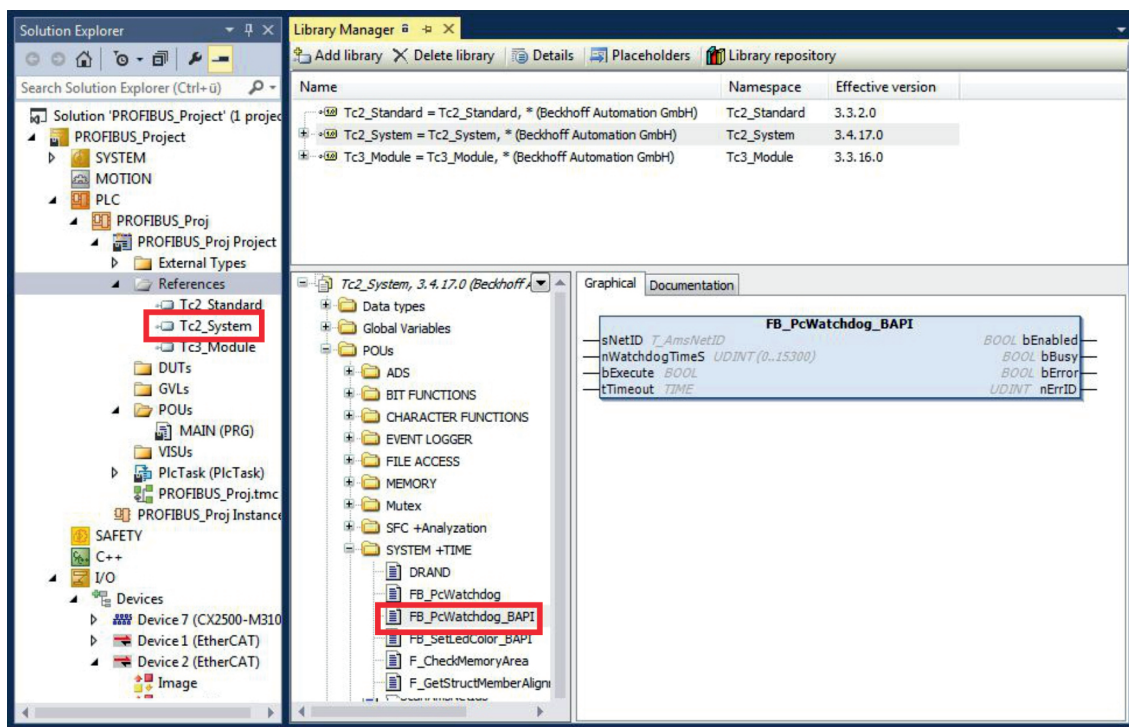 Solution Explorer
Search Solution Explorer (Ctrl+ü)
Solution 'PROFIBUS_Project' (1 projec
PROFIBUS_Project
SYSTEM
MOTION
PLC
PROFIBUS_Proj
PROFIBUS_Proj Project
External Types
References
Tc2_Standard
Tc2_System
Tc3_Module
DUTs
GVLs
POUs
MAIN (PRG)
VISUs
PlcTask (PlcTask)
PROFIBUS_Proj.tmc
PROFIBUS_Proj Instance
SAFETY
C++
I/O
Devices
Device 7 (CX2500-M310
Device 1 (EtherCAT)
Device 2 (EtherCAT)
Image
Library Manager
Add library Delete library Details Placeholders Library repository
Name Namespace Effective version
Tc2_Standard = Tc2_Standard, * (Beckhoff Automation GmbH) Tc2_Standard 3.3.2.0
Tc2_System = Tc2_System, * (Beckhoff Automation GmbH) Tc2_System 3.4.17.0
Tc3_Module = Tc3_Module, * (Beckhoff Automation GmbH) Tc3_Module 3.3.16.0
Tc2_System, 3.4.17.0 (Beckhoff A
Data types
Global Variables
POUs
ADS
BIT FUNCTIONS
CHARACTER FUNCTIONS
EVENT LOGGER
FILE ACCESS
MEMORY
Mutex
SFC +Analyzation
SYSTEM +TIME
DRAND
FB_PcWatchdog
FB_PcWatchdog_BAPI
FB_SetLedColor_BAPI
F_CheckMemoryArea
F_GetStructMemberAlignm
Graphical Documentation
FB_PcWatchdog_BAPI
sNetID T_AmsNetID BOOL bEnabled
nWatchdogTimeS UDINT(0..15300) BOOL bBusy
bExecute BOOL BOOL bError
tTimeout TIME UDINT nErrID